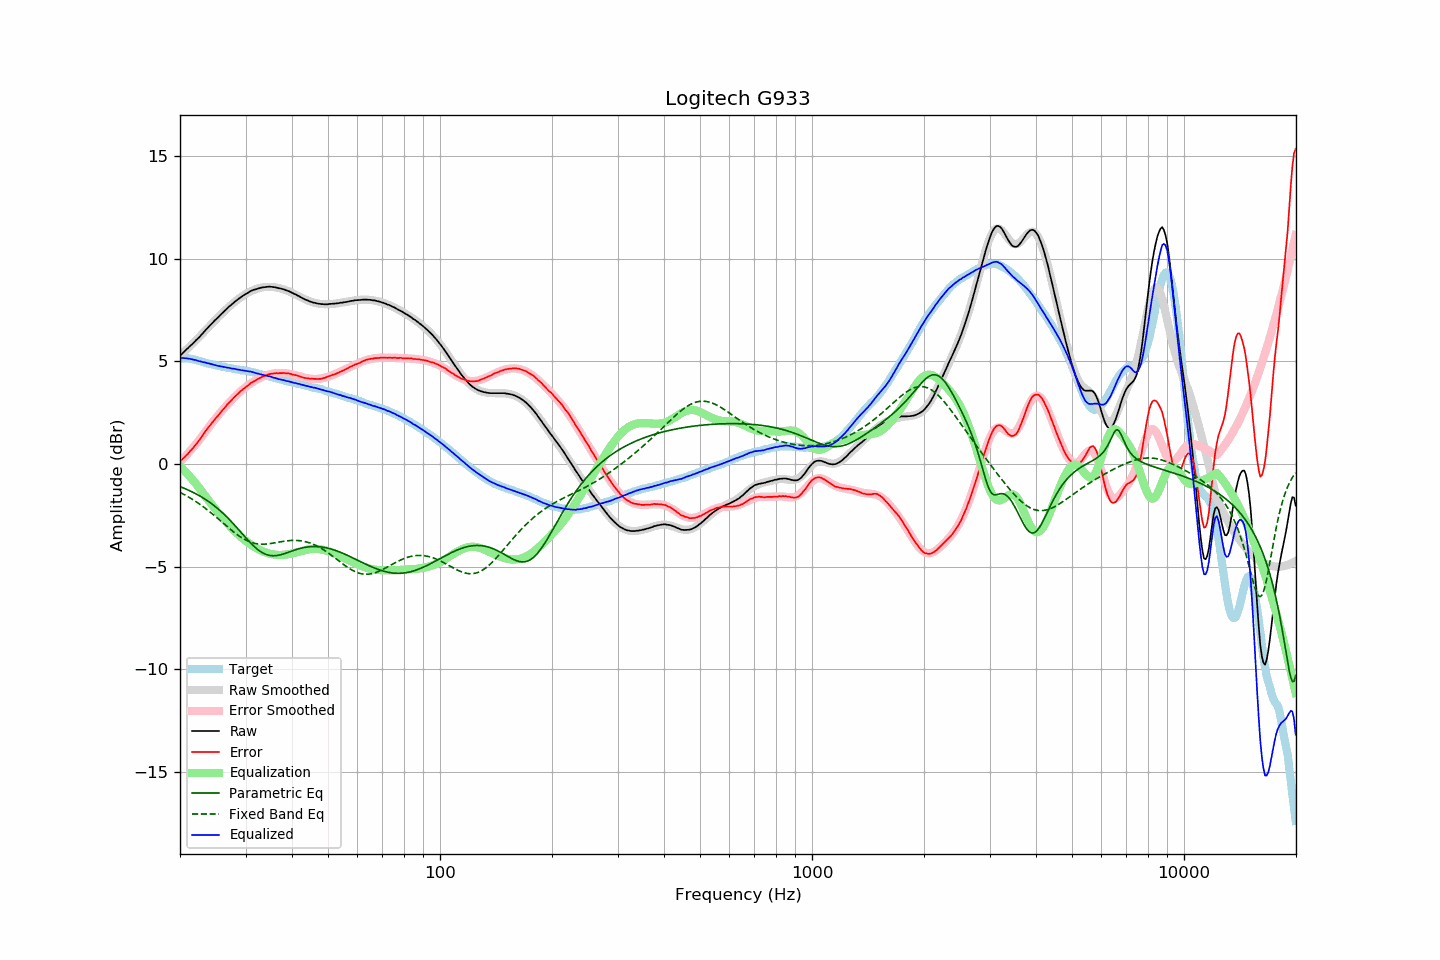 Logitech G933
15
10
5
0
−5
−10
−15
Amplitude (dBr)
Target
Raw Smoothed
Error Smoothed
Raw
Error
Equalization
Parametric Eq
Fixed Band Eq
Equalized
100
1000
10000
Frequency (Hz)